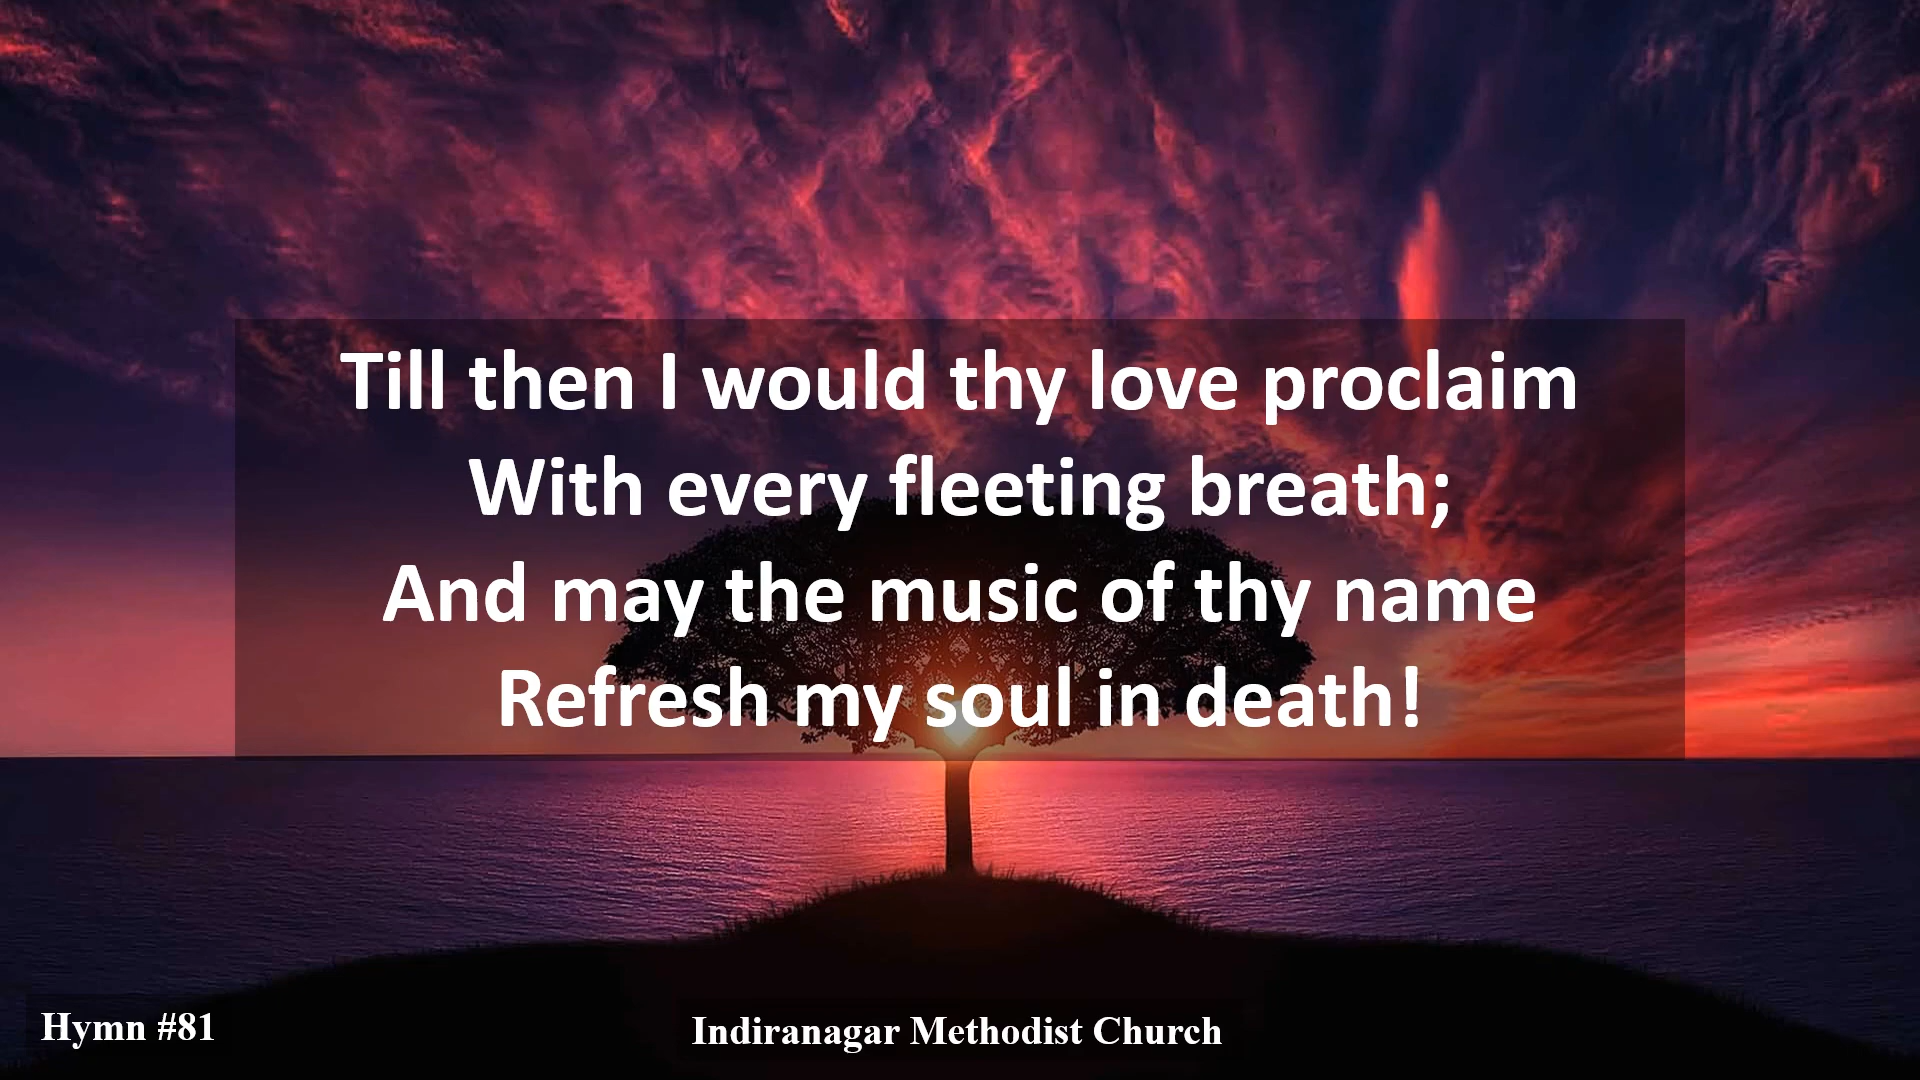 Till then I would thy love proclaim
With every fleeting breath;
And may the music of thy name
Refresh my soul in death!
Hymn #81
Indiranagar Methodist Church